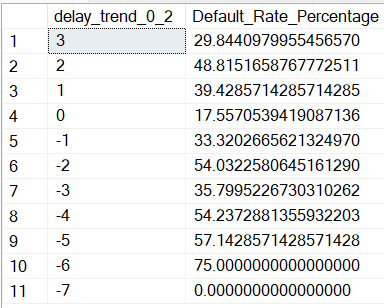 delay_trend_0_2 Default_Rate_Percentage
1 3 29.8440979955456570
2 2 48.8151658767772511
3 1 39.4285714285714285
4 0 17.5570539419087136
5 -1 33.3202665621324970
6 -2 54.0322580645161290
7 -3 35.7995226730310262
8 -4 54.2372881355932203
9 -5 57.1428571428571428
10 -6 75.0000000000000000
11 -7 0.0000000000000000